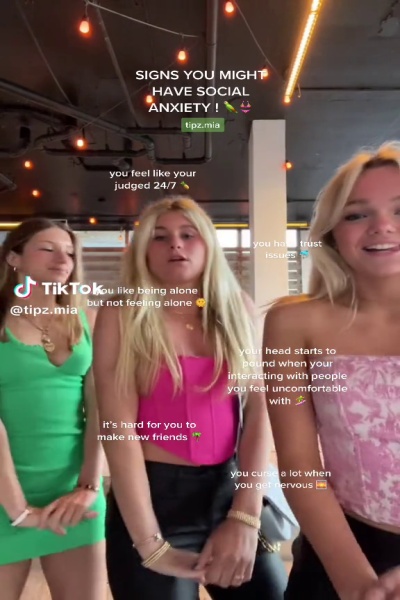 SIGNS YOU MIGHT
HAVE SOCIAL
ANXIETY !
tipz.mia
you feel like your
judged 24/7
you have trust
issues
TikTok
@tipz.mia
you like being alone
but not feeling alone
your head starts to
pound when your
interacting with people
you feel uncomfortable
with
it's hard for you to
make new friends
you curse a lot when
you get nervous